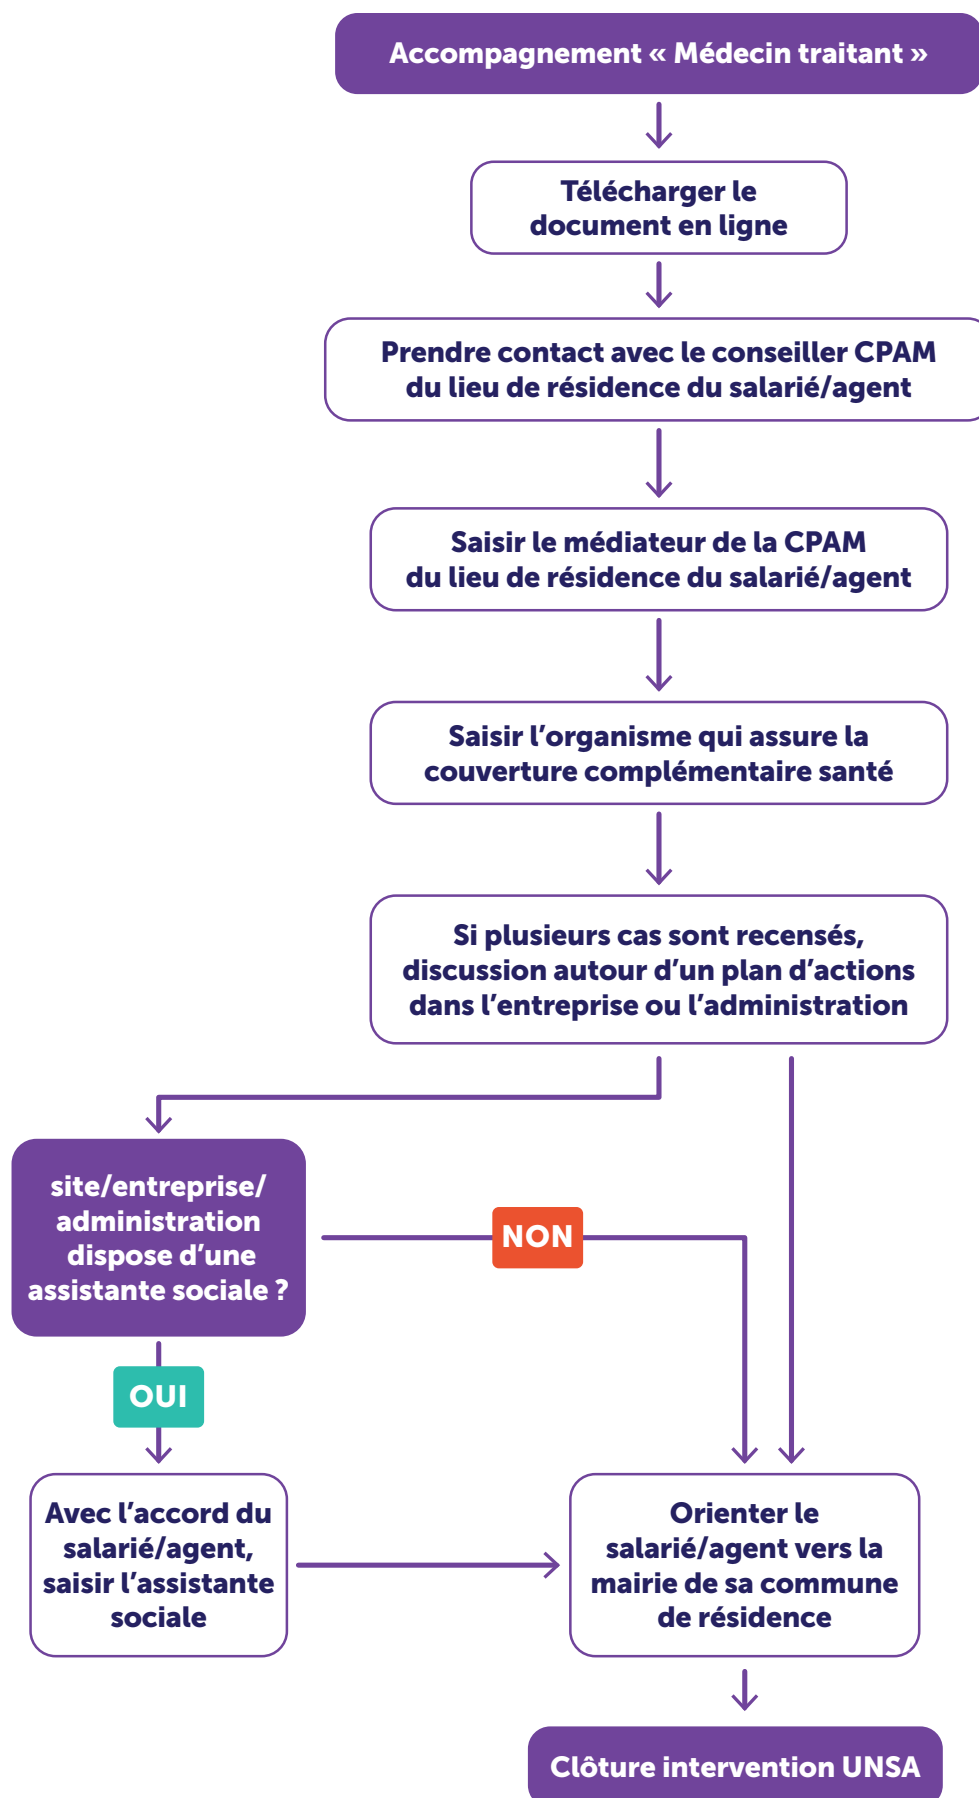 Accompagnement « Médecin traitant »
Télécharger le
document en ligne
Prendre contact avec le conseiller CPAM
du lieu de résidence du salarié/agent
Saisir le médiateur de la CPAM
du lieu de résidence du salarié/agent
Saisir l’organisme qui assure la
couverture complémentaire santé
Si plusieurs cas sont recensés,
discussion autour d’un plan d’actions
dans l’entreprise ou l’administration
site/entreprise/
administration
dispose d’une
assistante sociale ?
NON
OUI
Avec l’accord du
salarié/agent,
saisir l’assistante
sociale
Orienter le
salarié/agent vers la
mairie de sa commune
de résidence
Clôture intervention UNSA